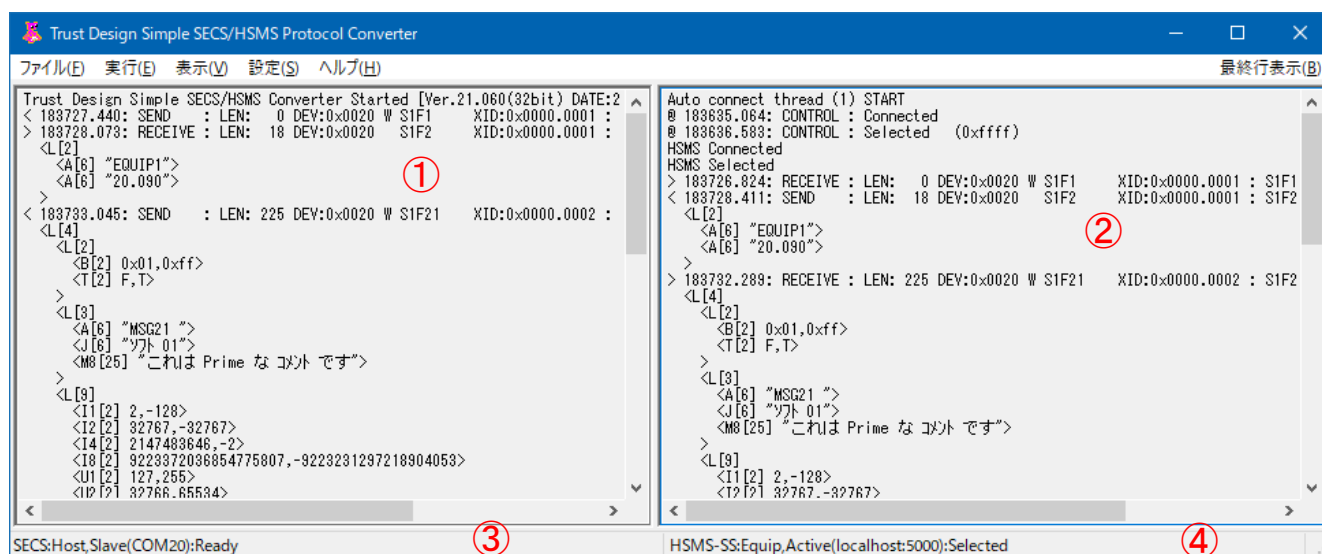 Trust Design Simple SECS/HSMS Protocol Converter
ファイル(F) 実行(E) 表示(V) 設定(S) ヘルプ(H) 最終行表示(B)
Trust Design Simple SECS/HSMS Converter Started [Ver.21.060(32bit) DATE:2
< 183727.440: SEND : LEN: 0 DEV:0x0020 W S1F1 XID:0x0000.0001 :
> 183728.073: RECEIVE : LEN: 18 DEV:0x0020 S1F2 XID:0x0000.0001 :
<L[2]
<A[6] "EQUIP1">
<A[6] "20.090">
>
①
< 183733.045: SEND : LEN: 225 DEV:0x0020 W S1F21 XID:0x0000.0002 :
<L[4]
<L[2]
<B[2] 0x01,0xff>
<T[2] F,T>
>
<L[3]
<A[6] "MSG21 ">
<J[6] "ソフト 01">
<M8[25] "これは Prime な コメント です">
>
<L[9]
<I1[2] 2,-128>
<I2[2] 32767,-32767>
<I4[2] 2147483646,-2>
<I8[2] 9223372036854775807,-9223231297218904053>
<U1[2] 127,255>
<U2[2] 32766,65534>
Auto connect thread (1) START
@ 183635.064: CONTROL : Connected
@ 183636.583: CONTROL : Selected (0xffff)
HSMS Connected
HSMS Selected
> 183726.824: RECEIVE : LEN: 0 DEV:0x0020 W S1F1 XID:0x0000.0001 : S1F1
< 183728.411: SEND : LEN: 18 DEV:0x0020 S1F2 XID:0x0000.0001 : S1F2
<L[2]
<A[6] "EQUIP1">
<A[6] "20.090">
>
②
> 183732.289: RECEIVE : LEN: 225 DEV:0x0020 W S1F21 XID:0x0000.0002 : S1F2
<L[4]
<L[2]
<B[2] 0x01,0xff>
<T[2] F,T>
>
<L[3]
<A[6] "MSG21 ">
<J[6] "ソフト 01">
<M8[25] "これは Prime な コメント です">
>
<L[9]
<I1[2] 2,-128>
<I2[2] 32767,-32767>
SECS:Host,Slave(COM20):Ready
③
HSMS-SS:Equip,Active(localhost:5000):Selected
④